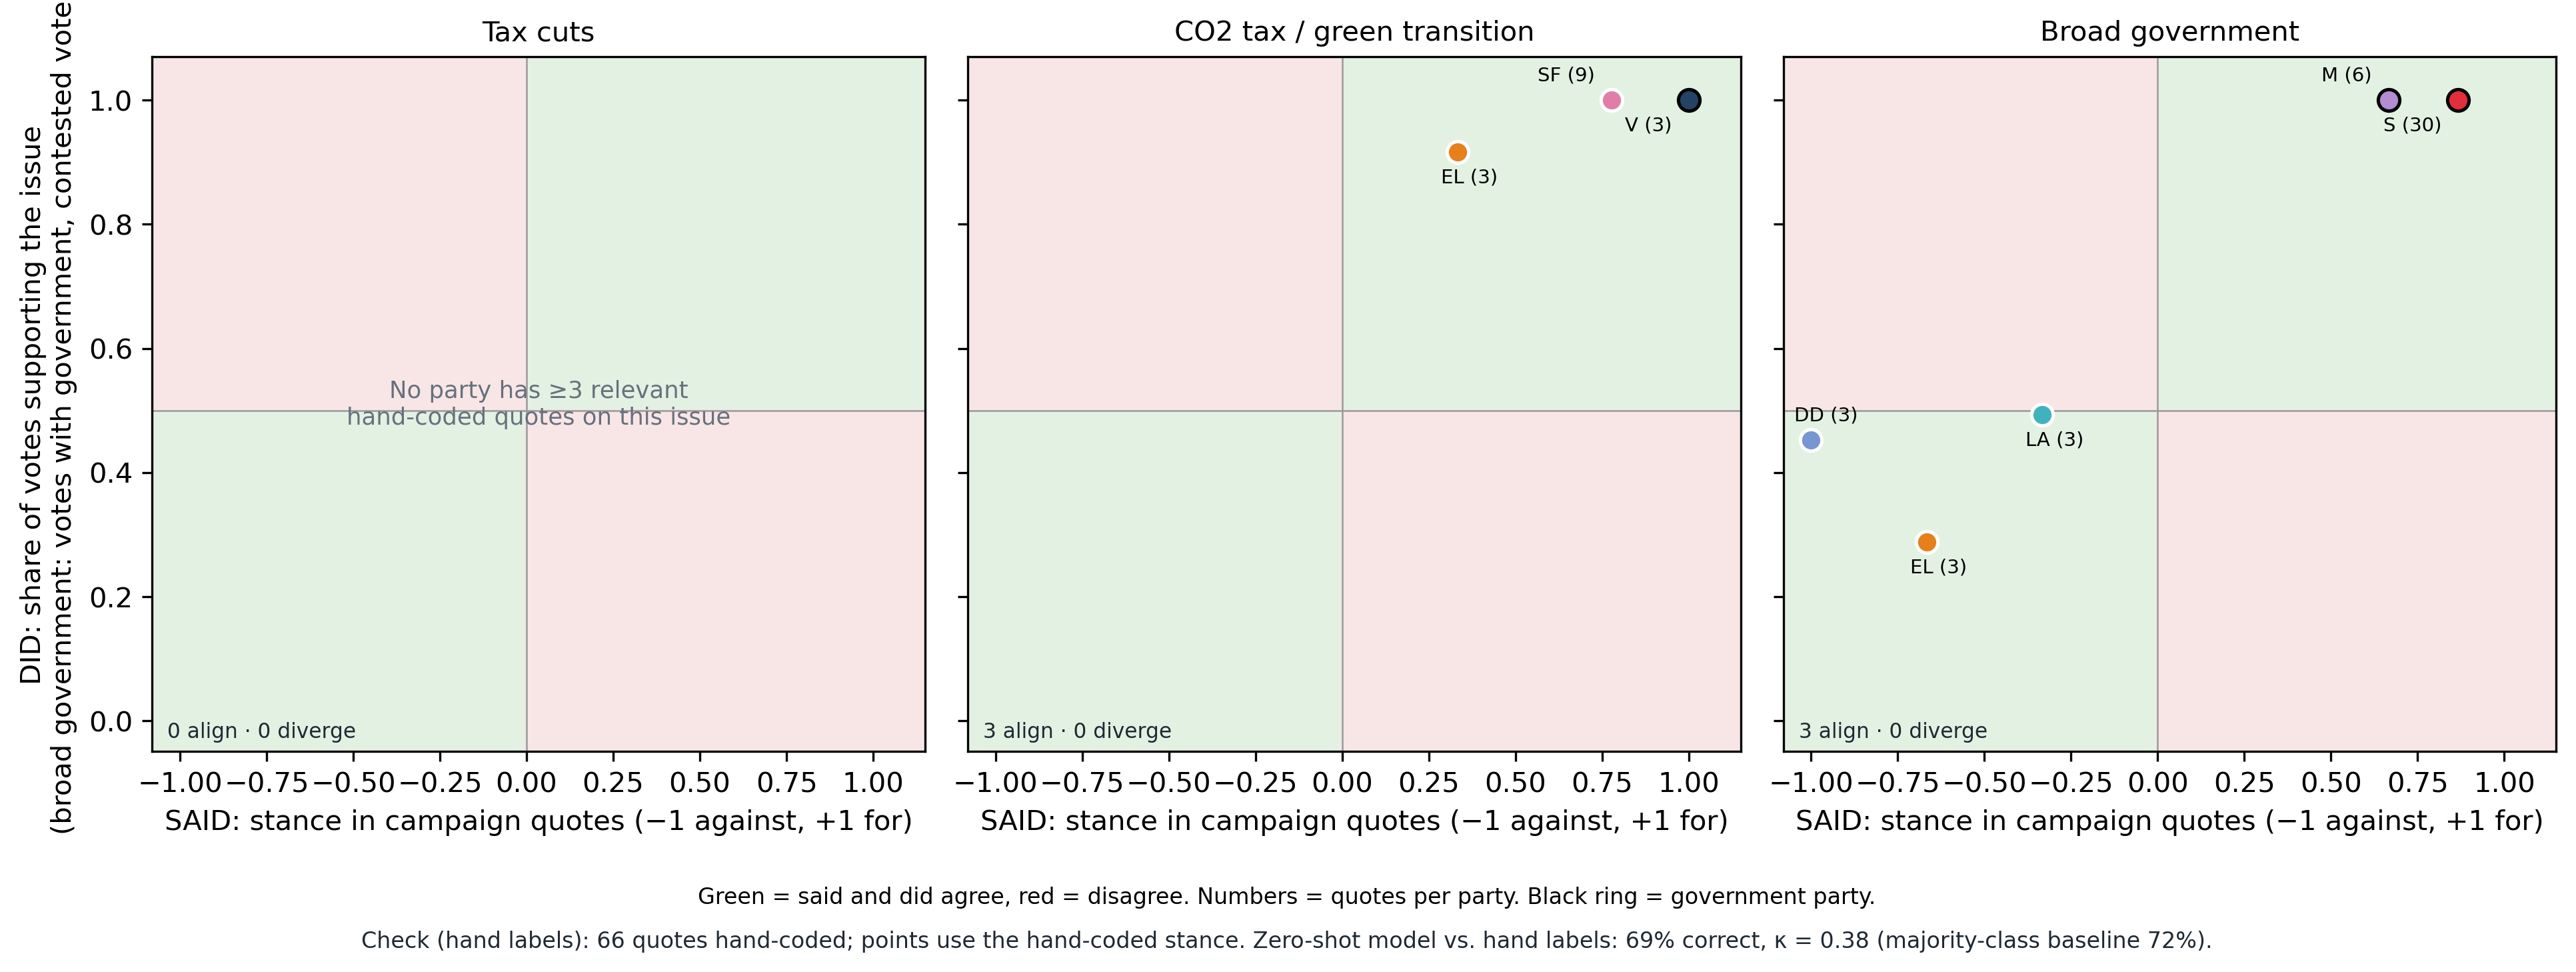 Tax cuts
CO2 tax / green transition
Broad government
DID: share of votes supporting the issue
(broad government: votes with government, contested vote
1.0
0.8
0.6
0.4
0.2
0.0
No party has ≥3 relevant
hand-coded quotes on this issue
0 align · 0 diverge
−1.00 −0.75 −0.50 −0.25 0.00 0.25 0.50 0.75 1.00
SAID: stance in campaign quotes (−1 against, +1 for)
SF (9)
V (3)
EL (3)
3 align · 0 diverge
−1.00 −0.75 −0.50 −0.25 0.00 0.25 0.50 0.75 1.00
SAID: stance in campaign quotes (−1 against, +1 for)
M (6)
S (30)
DD (3)
LA (3)
EL (3)
3 align · 0 diverge
−1.00 −0.75 −0.50 −0.25 0.00 0.25 0.50 0.75 1.00
SAID: stance in campaign quotes (−1 against, +1 for)
Green = said and did agree, red = disagree. Numbers = quotes per party. Black ring = government party.
Check (hand labels): 66 quotes hand-coded; points use the hand-coded stance. Zero-shot model vs. hand labels: 69% correct, κ = 0.38 (majority-class baseline 72%).